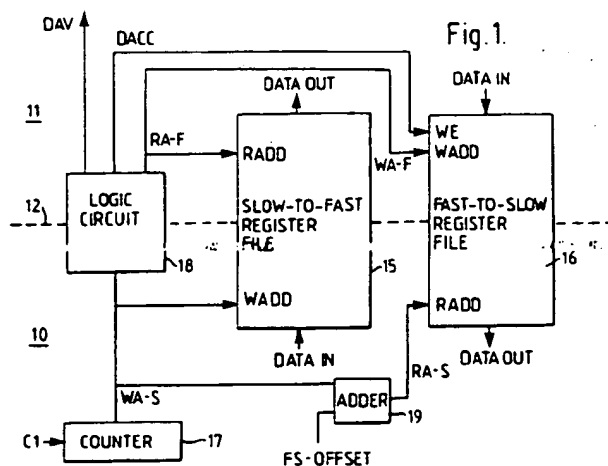 DAV
DACC
Fig.1.
DATA OUT
DATA IN
11
RA-F
RADD
WA-F
WE
WADD
12
LOGIC
CIRCUIT
18
SLOW-TO-FAST
REGISTER
FILE
15
FAST-TO-SLOW
REGISTER
FILE
16
WADD
RADD
10
DATA IN
DATA OUT
RA-S
WA-S
ADDER
19
C1
COUNTER
17
FS-OFFSET